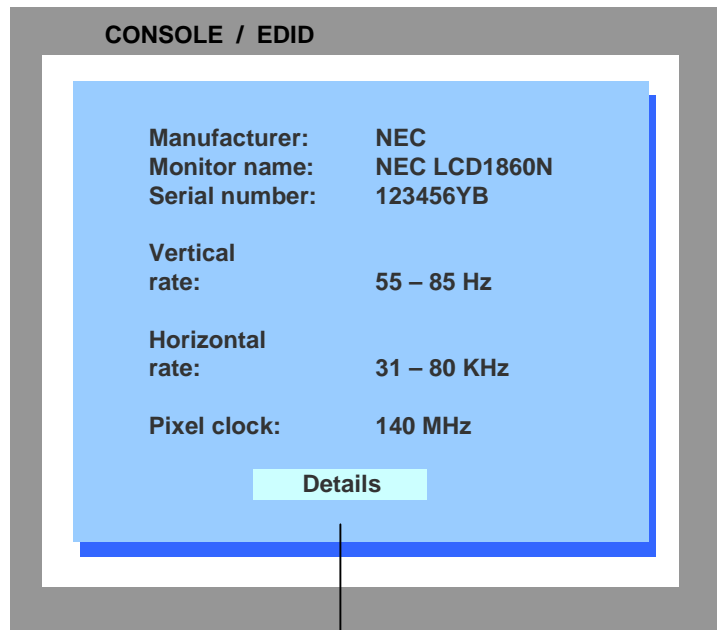 CONSOLE / EDID
Manufacturer: NEC
Monitor name: NEC LCD1860N
Serial number: 123456YB
Vertical
rate: 55 – 85 Hz
Horizontal
rate: 31 – 80 KHz
Pixel clock: 140 MHz
Details